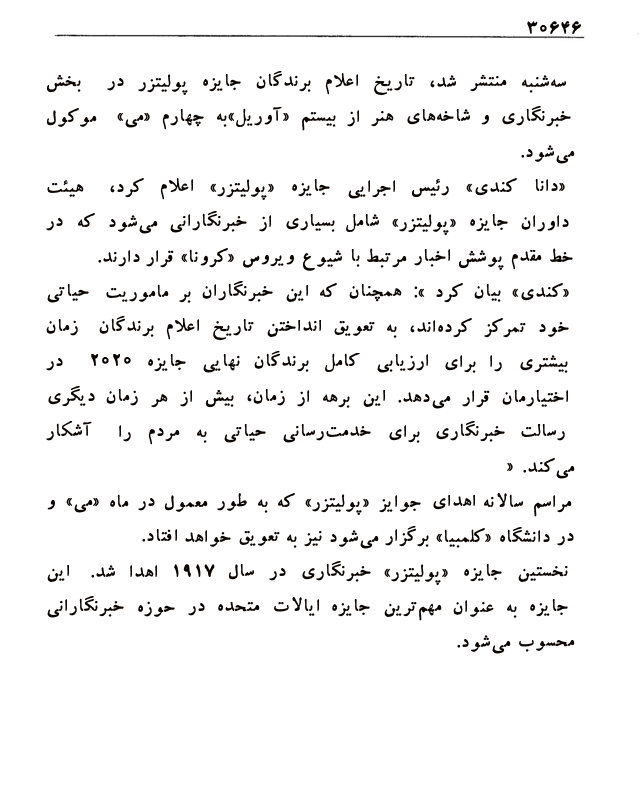 ۳۰۶۴۶
سه‌شنبه منتشر شد، تاریخ اعلام برندگان جایزه پولیتزر در بخش
خبرنگاری و شاخه‌های هنر از بیستم «آوریل»به چهارم «می» موکول
می‌شود.
«دانا کندی» رئیس اجرایی جایزه «پولیتزر» اعلام کرد، هیئت
داوران جایزه «پولیتزر» شامل بسیاری از خبرنگارانی می‌شود که در
خط مقدم پوشش اخبار مرتبط با شیوع ویروس «کرونا» قرار دارند.
«کندی» بیان کرد »: همچنان که این خبرنگاران بر ماموریت حیاتی
خود تمرکز کرده‌اند، به تعویق انداختن تاریخ اعلام برندگان زمان
بیشتری را برای ارزیابی کامل برندگان نهایی جایزه ۲۰۲۰ در
اختیارمان قرار می‌دهد. این برهه از زمان، بیش از هر زمان دیگری
رسالت خبرنگاری برای خدمت‌رسانی حیاتی به مردم را آشکار
می‌کند. «
مراسم سالانه اهدای جوایز «پولیتزر» که به طور معمول در ماه «می» و
در دانشگاه «کلمبیا» برگزار می‌شود نیز به تعویق خواهد افتاد.
نخستین جایزه «پولیتزر» خبرنگاری در سال ۱۹۱۷ اهدا شد. این
جایزه به عنوان مهم‌ترین جایزه ایالات متحده در حوزه خبرنگارانی
محسوب می‌شود.